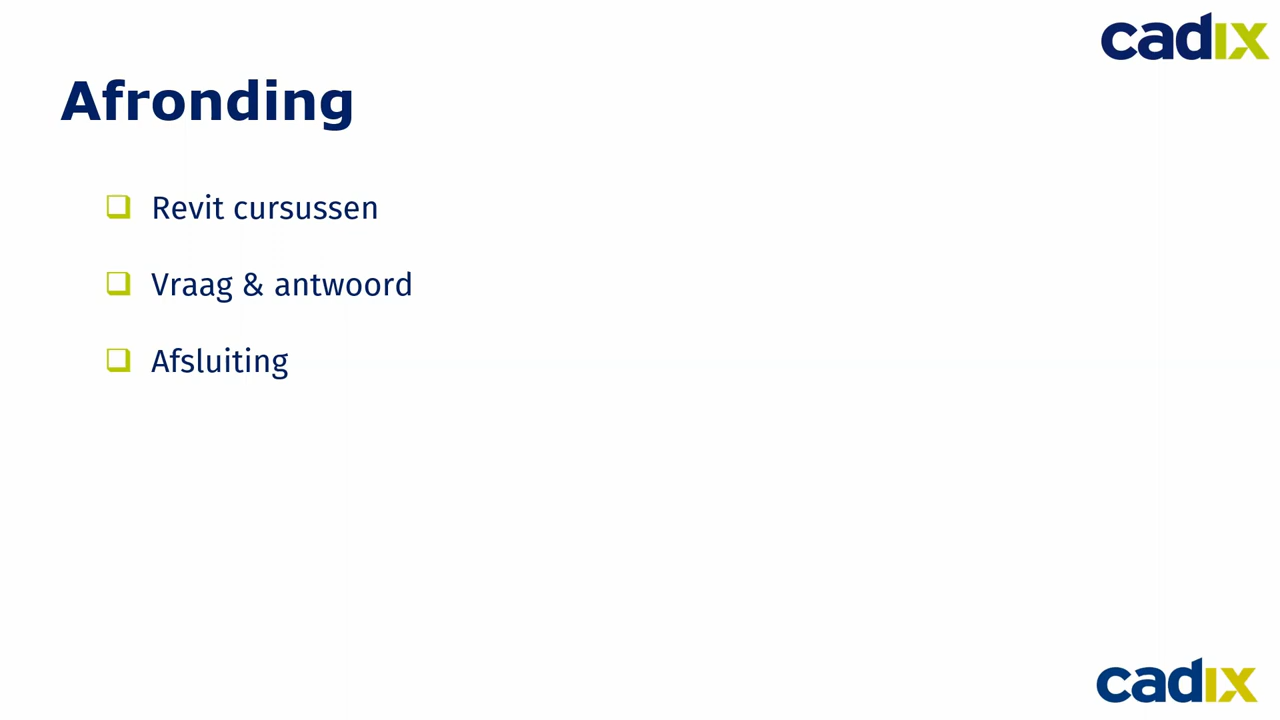 cadix
Afronding
Revit cursussen
Vraag & antwoord
Afsluiting
cadix